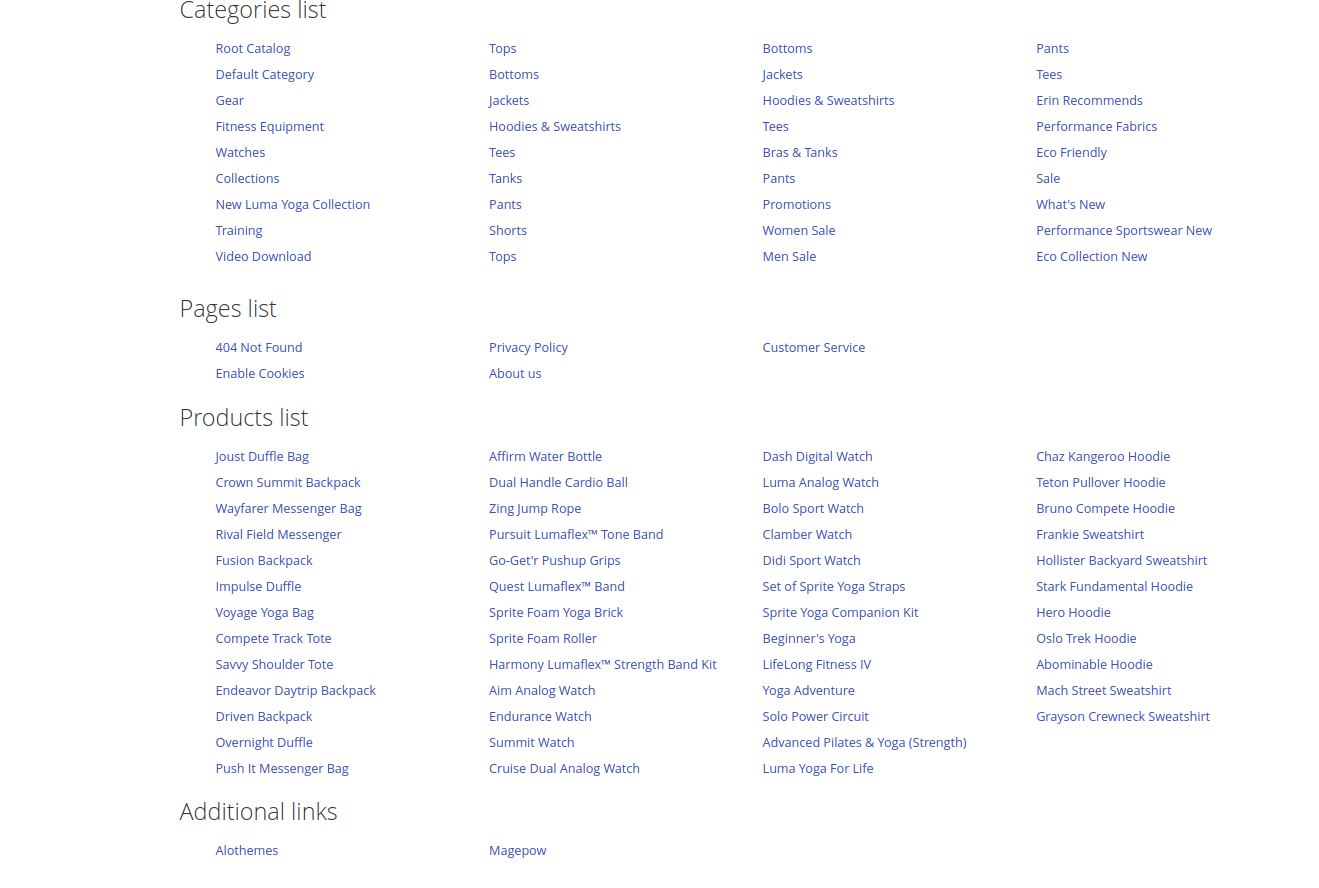 Categories list
Root Catalog
Default Category
Gear
Fitness Equipment
Watches
Collections
New Luma Yoga Collection
Training
Video Download
Tops
Bottoms
Jackets
Hoodies & Sweatshirts
Tees
Tanks
Pants
Shorts
Tops
Bottoms
Jackets
Hoodies & Sweatshirts
Tees
Bras & Tanks
Pants
Promotions
Women Sale
Men Sale
Pants
Tees
Erin Recommends
Performance Fabrics
Eco Friendly
Sale
What's New
Performance Sportswear New
Eco Collection New
Pages list
404 Not Found
Enable Cookies
Privacy Policy
About us
Customer Service
Products list
Joust Duffle Bag
Crown Summit Backpack
Wayfarer Messenger Bag
Rival Field Messenger
Fusion Backpack
Impulse Duffle
Voyage Yoga Bag
Compete Track Tote
Savvy Shoulder Tote
Endeavor Daytrip Backpack
Driven Backpack
Overnight Duffle
Push It Messenger Bag
Affirm Water Bottle
Dual Handle Cardio Ball
Zing Jump Rope
Pursuit Lumaflex™ Tone Band
Go-Get'r Pushup Grips
Quest Lumaflex™ Band
Sprite Foam Yoga Brick
Sprite Foam Roller
Harmony Lumaflex™ Strength Band Kit
Aim Analog Watch
Endurance Watch
Summit Watch
Cruise Dual Analog Watch
Dash Digital Watch
Luma Analog Watch
Bolo Sport Watch
Clamber Watch
Didi Sport Watch
Set of Sprite Yoga Straps
Sprite Yoga Companion Kit
Beginner's Yoga
LifeLong Fitness IV
Yoga Adventure
Solo Power Circuit
Advanced Pilates & Yoga (Strength)
Luma Yoga For Life
Chaz Kangeroo Hoodie
Teton Pullover Hoodie
Bruno Compete Hoodie
Frankie Sweatshirt
Hollister Backyard Sweatshirt
Stark Fundamental Hoodie
Hero Hoodie
Oslo Trek Hoodie
Abominable Hoodie
Mach Street Sweatshirt
Grayson Crewneck Sweatshirt
Additional links
Alothemes
Magepow